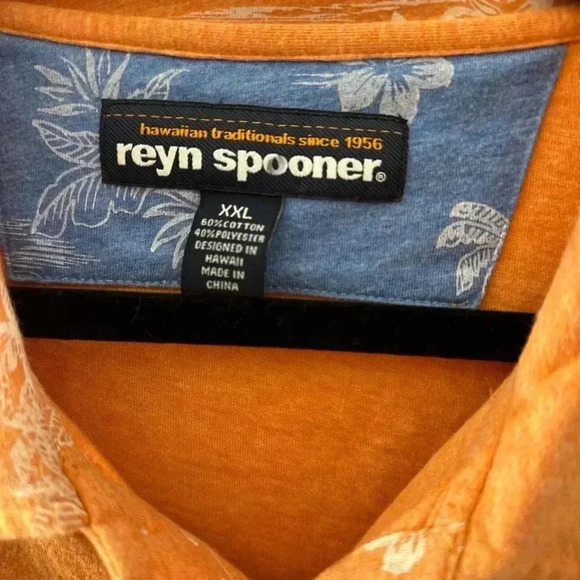 hawaiian traditionals since 1956
reyn spooner®
XXL
60%COTTON
40%POLYESTER
DESIGNED IN
HAWAII
MADE IN
CHINA